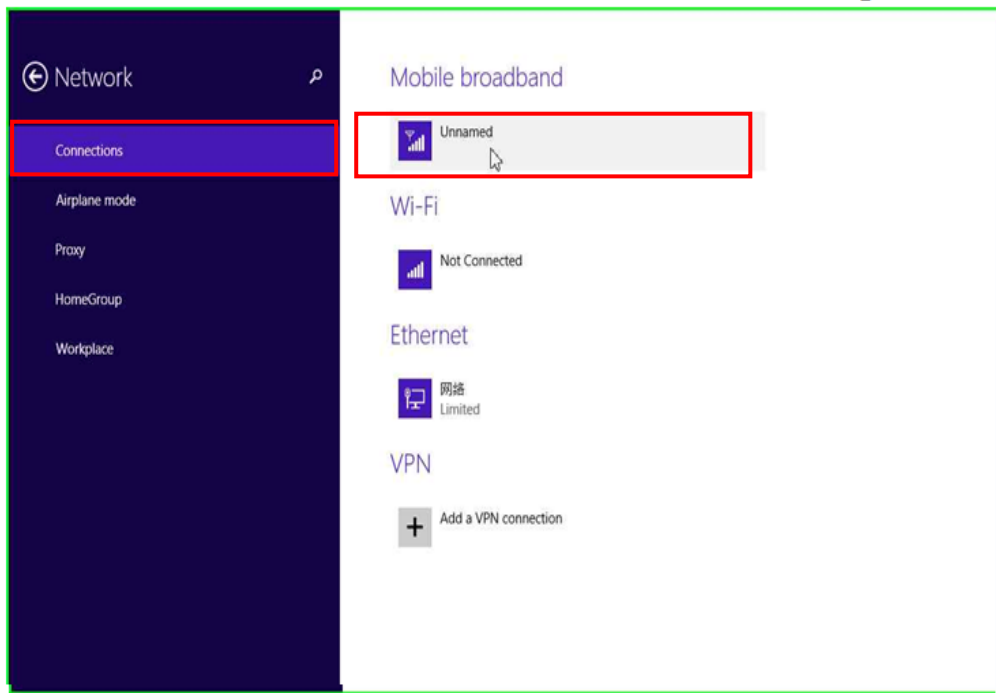 Network
Connections
Airplane mode
Proxy
HomeGroup
Workplace
Mobile broadband
Unnamed
Wi-Fi
Not Connected
Ethernet
网络
Limited
VPN
Add a VPN connection